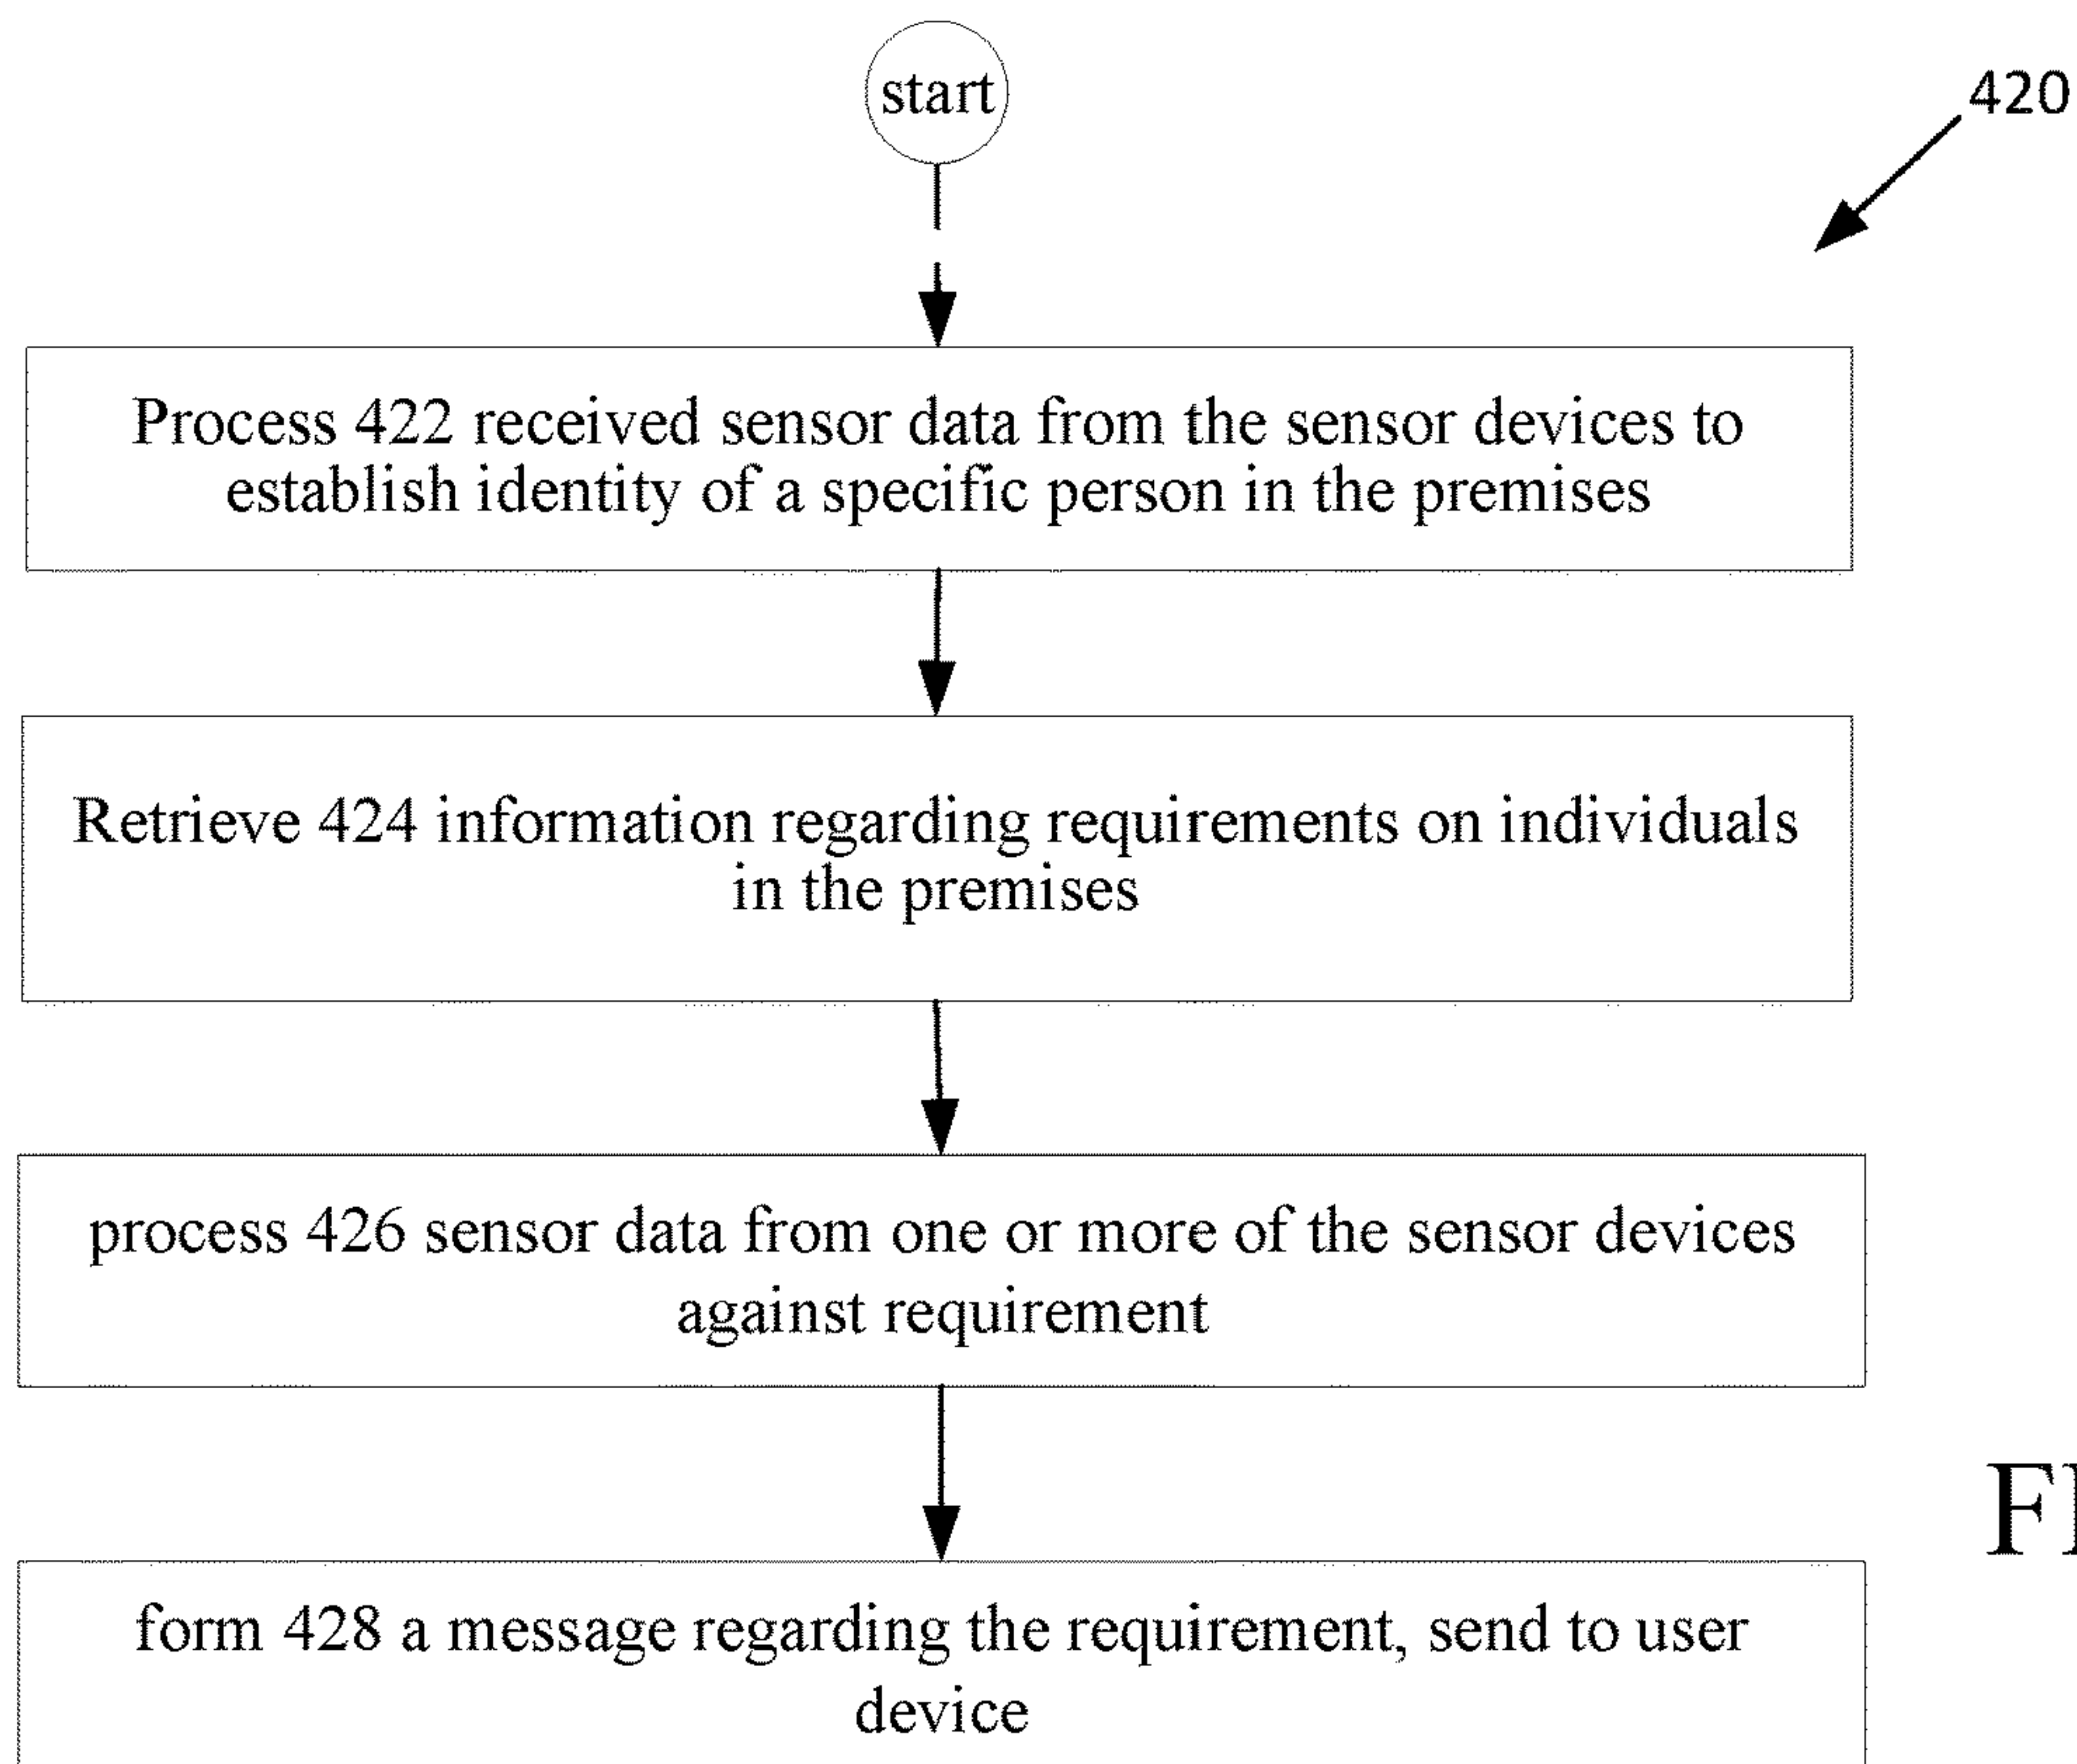 start
420
Process 422 received sensor data from the sensor devices to
establish identity of a specific person in the premises
Retrieve 424 information regarding requirements on individuals
in the premises
process 426 sensor data from one or more of the sensor devices
against requirement
form 428 a message regarding the requirement, send to user
device